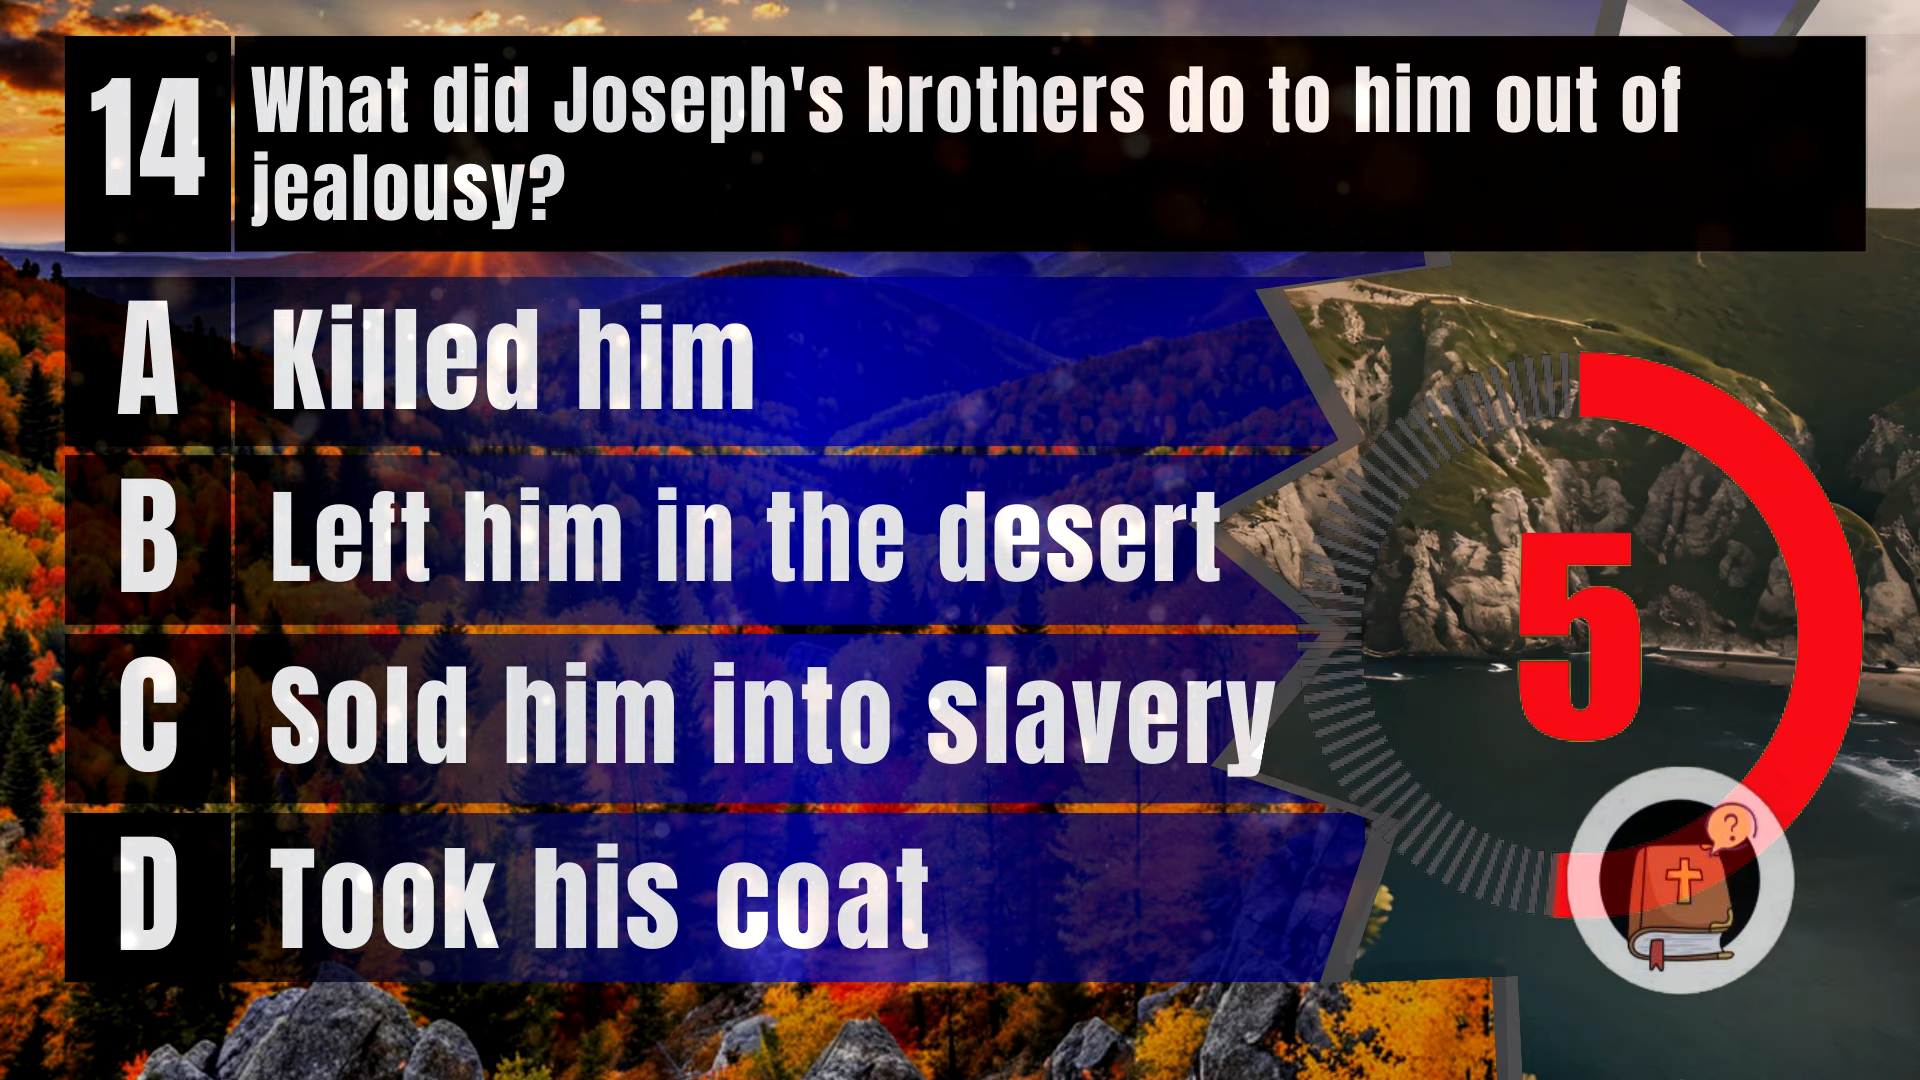 14
What did Joseph's brothers do to him out of
jealousy?
A
Killed him
B
Left him in the desert
C
Sold him into slavery
D
Took his coat
5
?